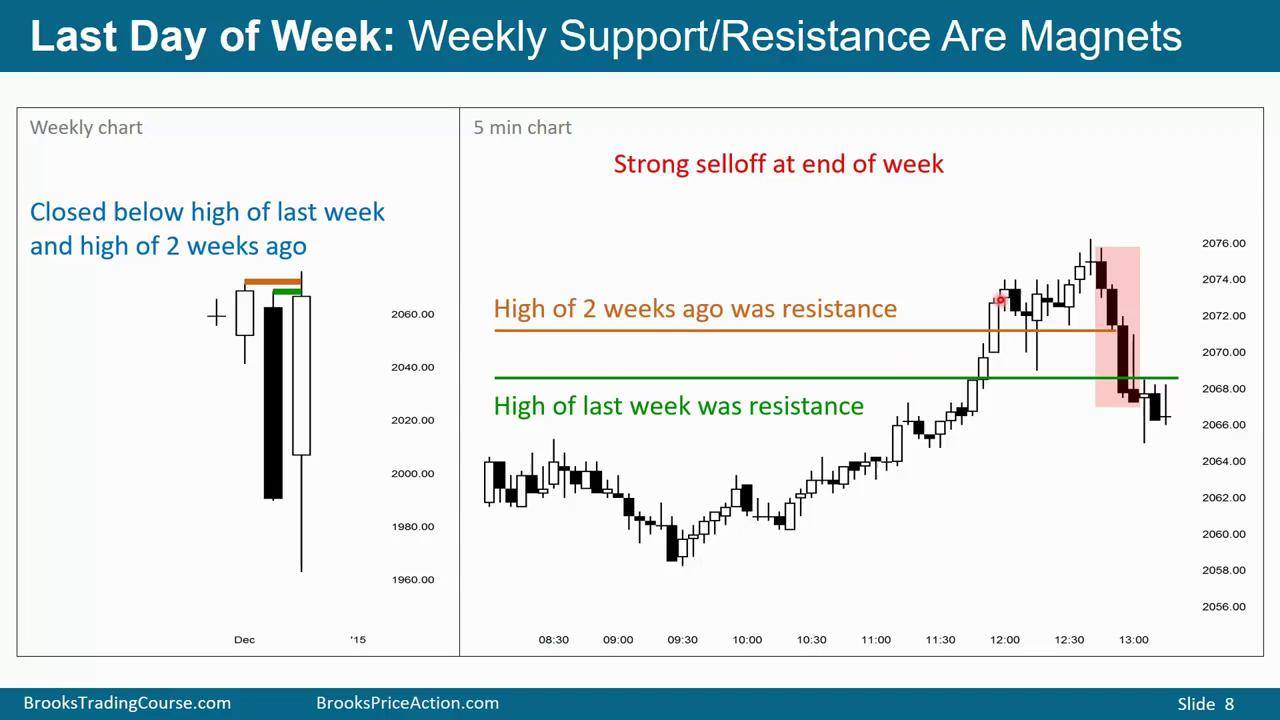 Last Day of Week: Weekly Support/Resistance Are Magnets
Weekly chart
Closed below high of last week
and high of 2 weeks ago
2060.00
2040.00
2020.00
2000.00
1980.00
1960.00
Dec
'15
5 min chart
Strong selloff at end of week
High of 2 weeks ago was resistance
High of last week was resistance
2076.00
2074.00
2072.00
2070.00
2068.00
2066.00
2064.00
2062.00
2060.00
2058.00
2056.00
08:30 09:00 09:30 10:00 10:30 11:00 11:30 12:00 12:30 13:00
BrooksTradingCourse.com
BrooksPriceAction.com
Slide 8